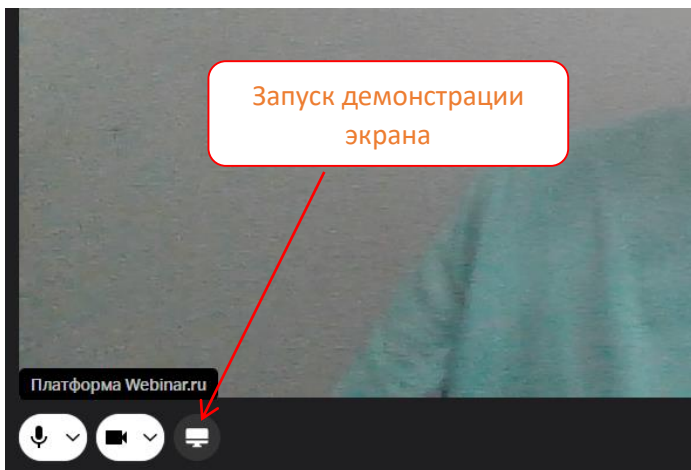 Запуск демонстрации
экрана
Платформа Webinar.ru